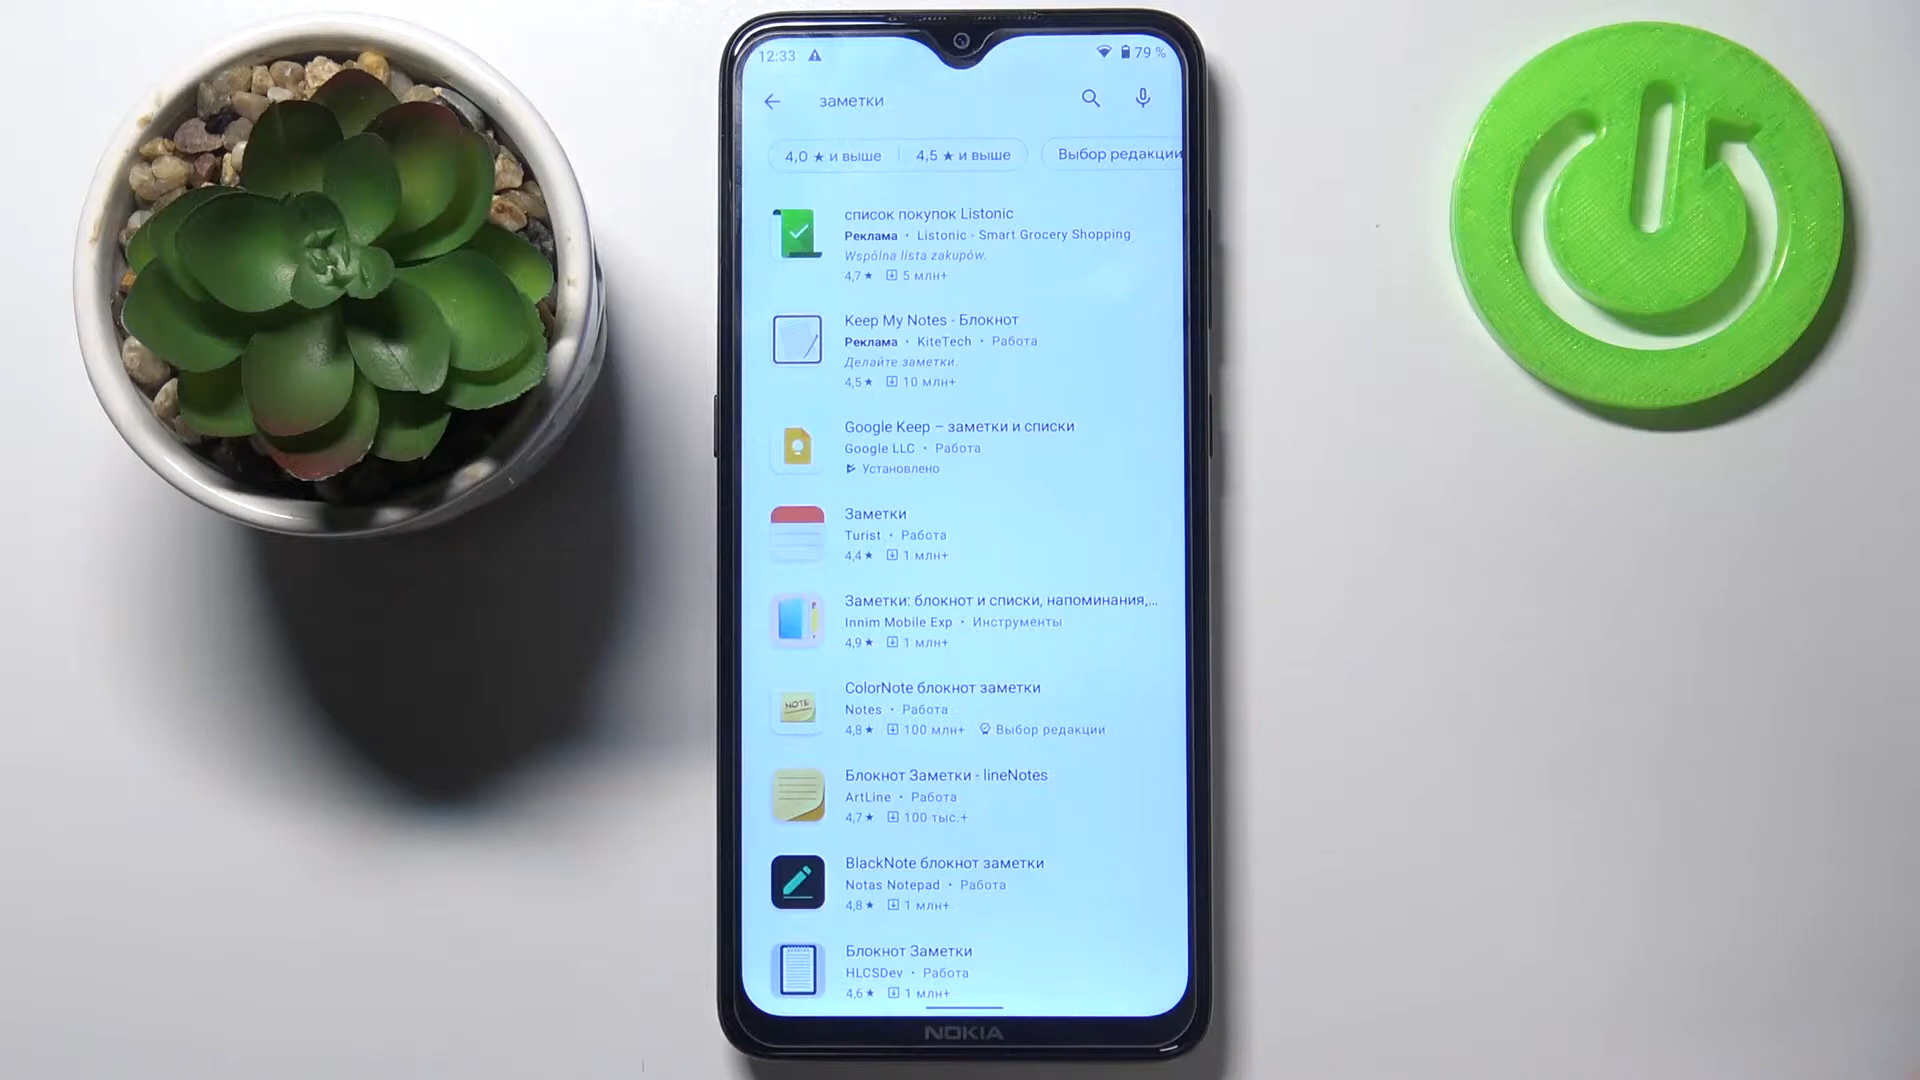 12:33
79 %
заметки
4,0 ★ и выше
4,5 ★ и выше
Выбор редакции
список покупок Listonic
Реклама • Listonic - Smart Grocery Shopping
Wspólna lista zakupów.
4,7 ★ 5 млн+
Keep My Notes - Блокнот
Реклама • KiteTech • Работа
Делайте заметки.
4,5 ★ 10 млн+
Google Keep – заметки и списки
Google LLC • Работа
Установлено
Заметки
Turist • Работа
4,4 ★ 1 млн+
Заметки: блокнот и списки, напоминания,...
Innim Mobile Exp • Инструменты
4,9 ★ 1 млн+
NOTE
ColorNote блокнот заметки
Notes • Работа
4,8 ★ 100 млн+ Выбор редакции
Блокнот Заметки - lineNotes
ArtLine • Работа
4,7 ★ 100 тыс.+
BlackNote блокнот заметки
Notas Notepad • Работа
4,8 ★ 1 млн+
Блокнот Заметки
HLCSDev • Работа
4,6 ★ 1 млн+
NOKIA